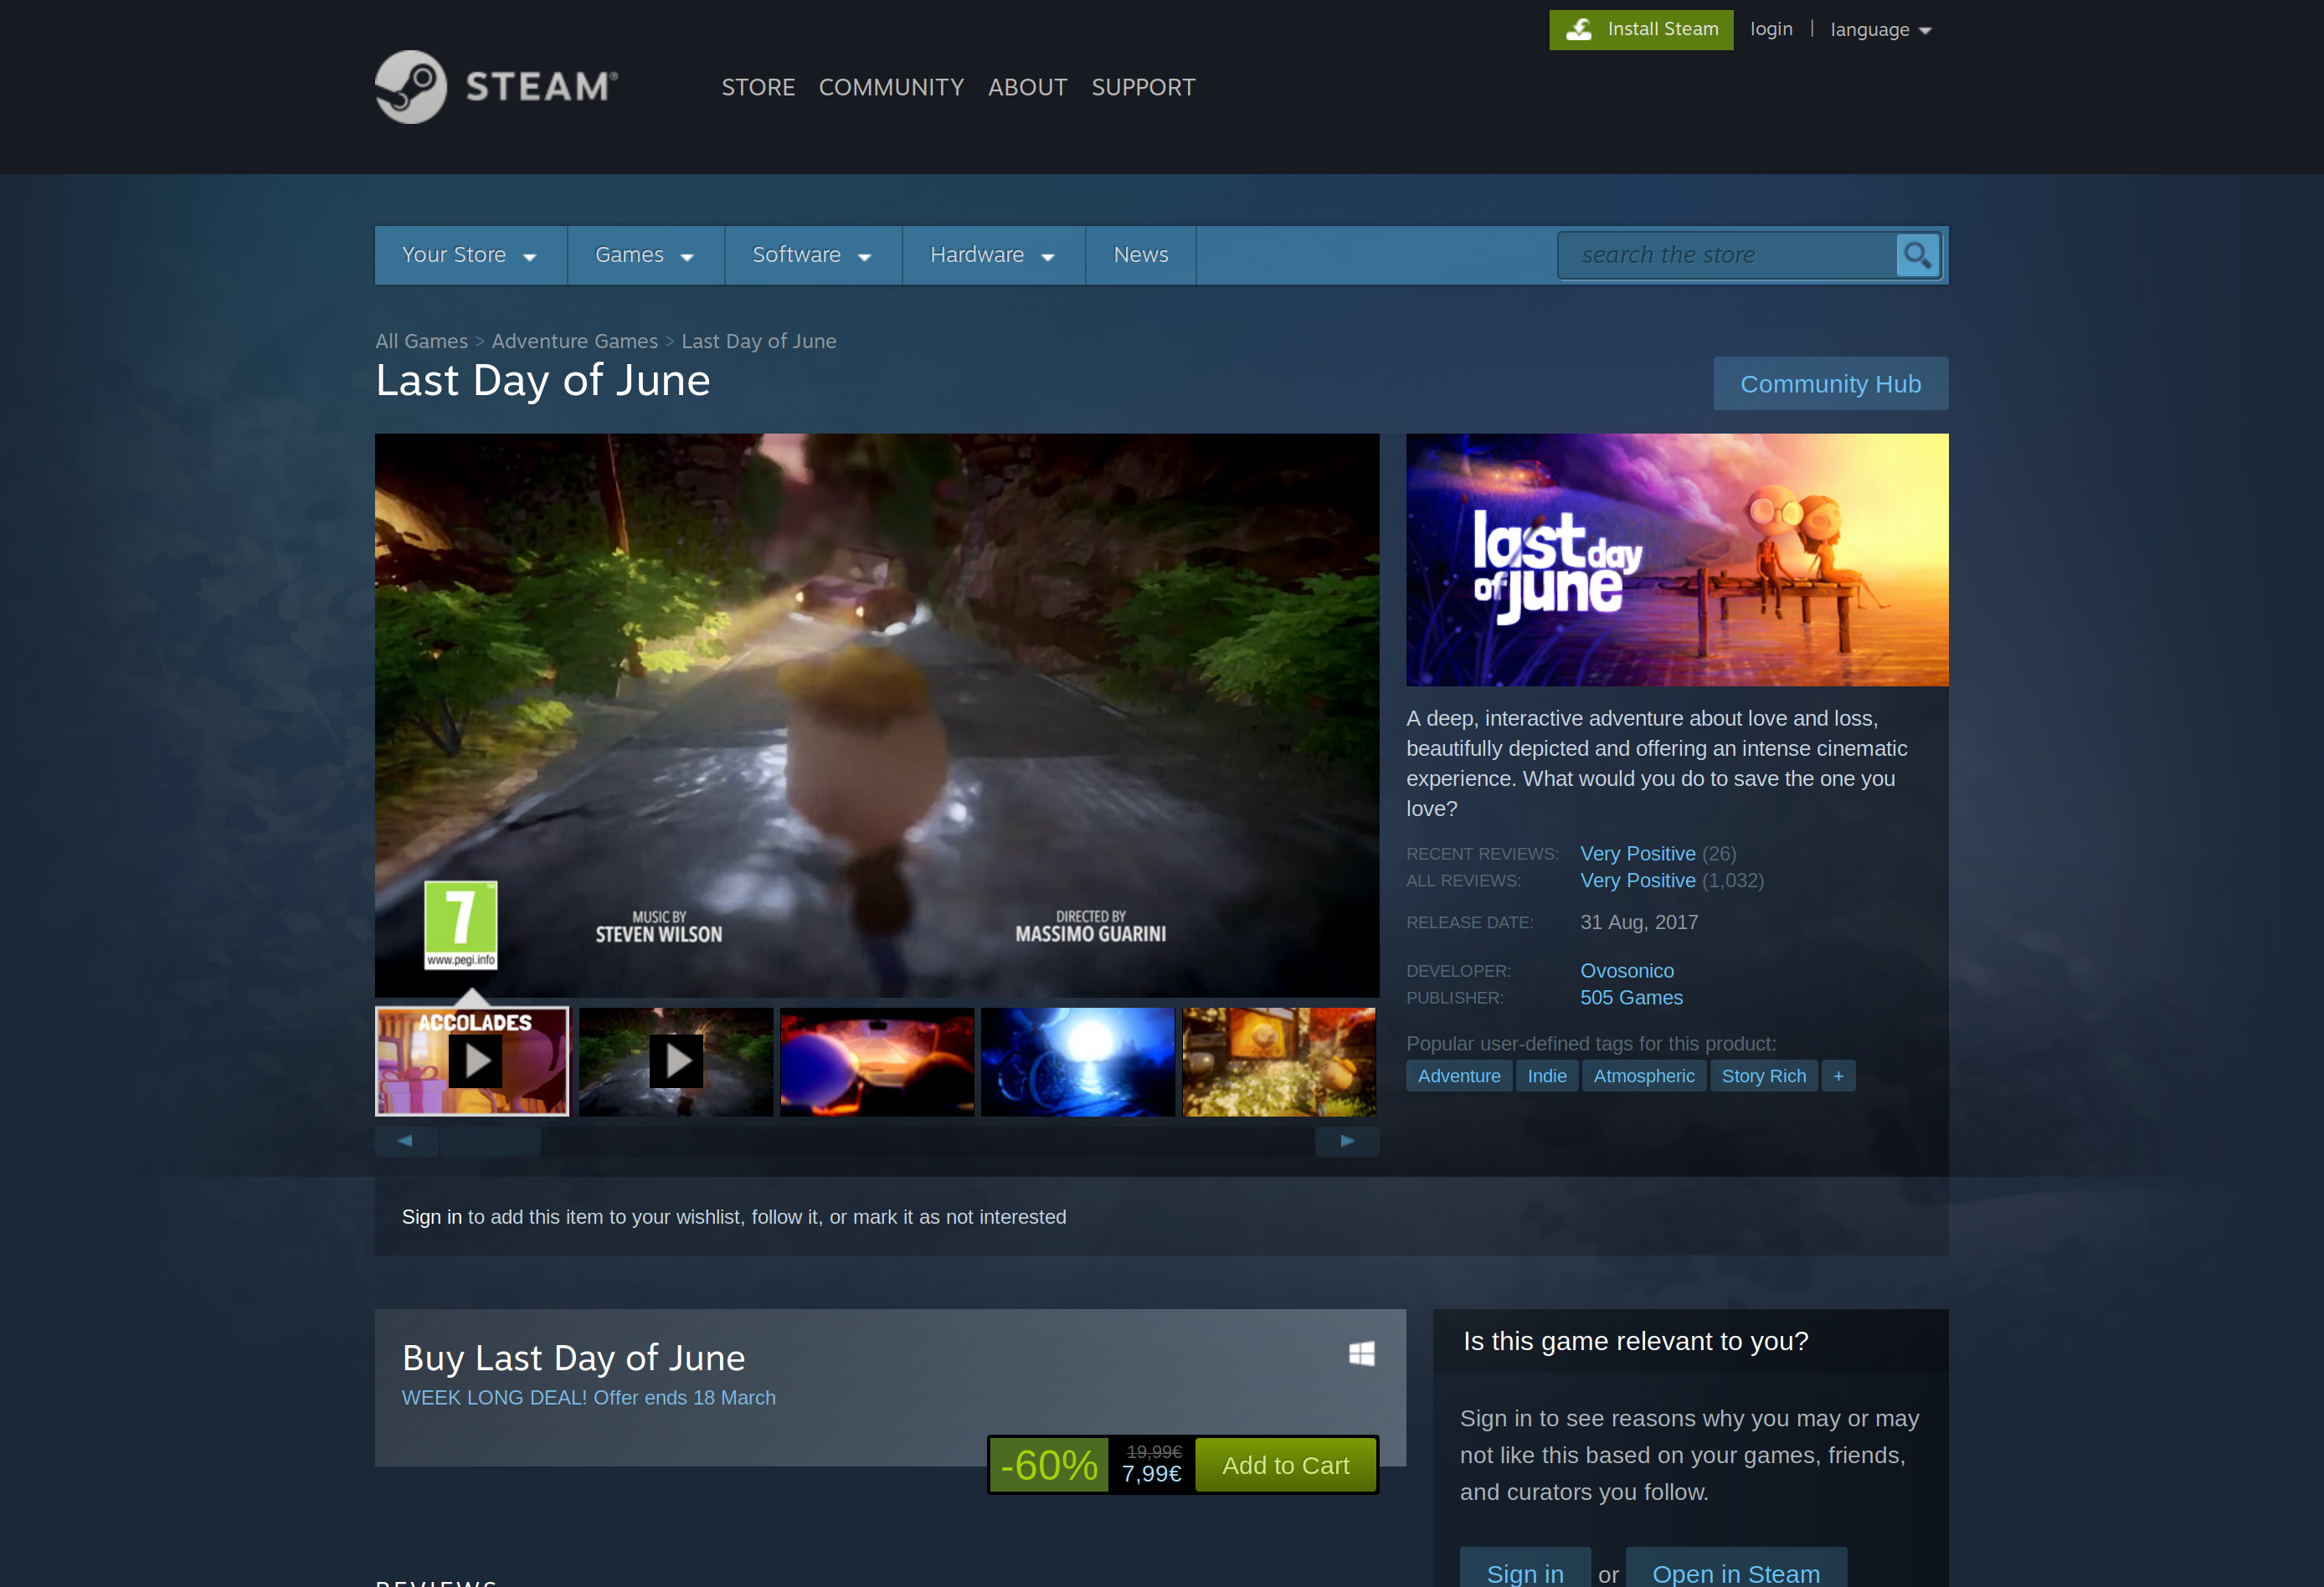 Install Steam
login | language
STEAM®
STORE COMMUNITY ABOUT SUPPORT
Your Store Games Software Hardware News
search the store
All Games > Adventure Games > Last Day of June
Last Day of June
Community Hub
MUSIC BY
STEVEN WILSON
DIRECTED BY
MASSIMO GUARINI
7
www.pegi.info
ACCOLADES
last day
of june
A deep, interactive adventure about love and loss,
beautifully depicted and offering an intense cinematic
experience. What would you do to save the one you
love?
RECENT REVIEWS: Very Positive (26)
ALL REVIEWS: Very Positive (1,032)
RELEASE DATE: 31 Aug, 2017
DEVELOPER: Ovosonico
PUBLISHER: 505 Games
Popular user-defined tags for this product:
Adventure Indie Atmospheric Story Rich +
Sign in to add this item to your wishlist, follow it, or mark it as not interested
Buy Last Day of June
WEEK LONG DEAL! Offer ends 18 March
-60%
19,99€
7,99€
Add to Cart
Is this game relevant to you?
Sign in to see reasons why you may or may
not like this based on your games, friends,
and curators you follow.
Sign in or Open in Steam
REVIEWS